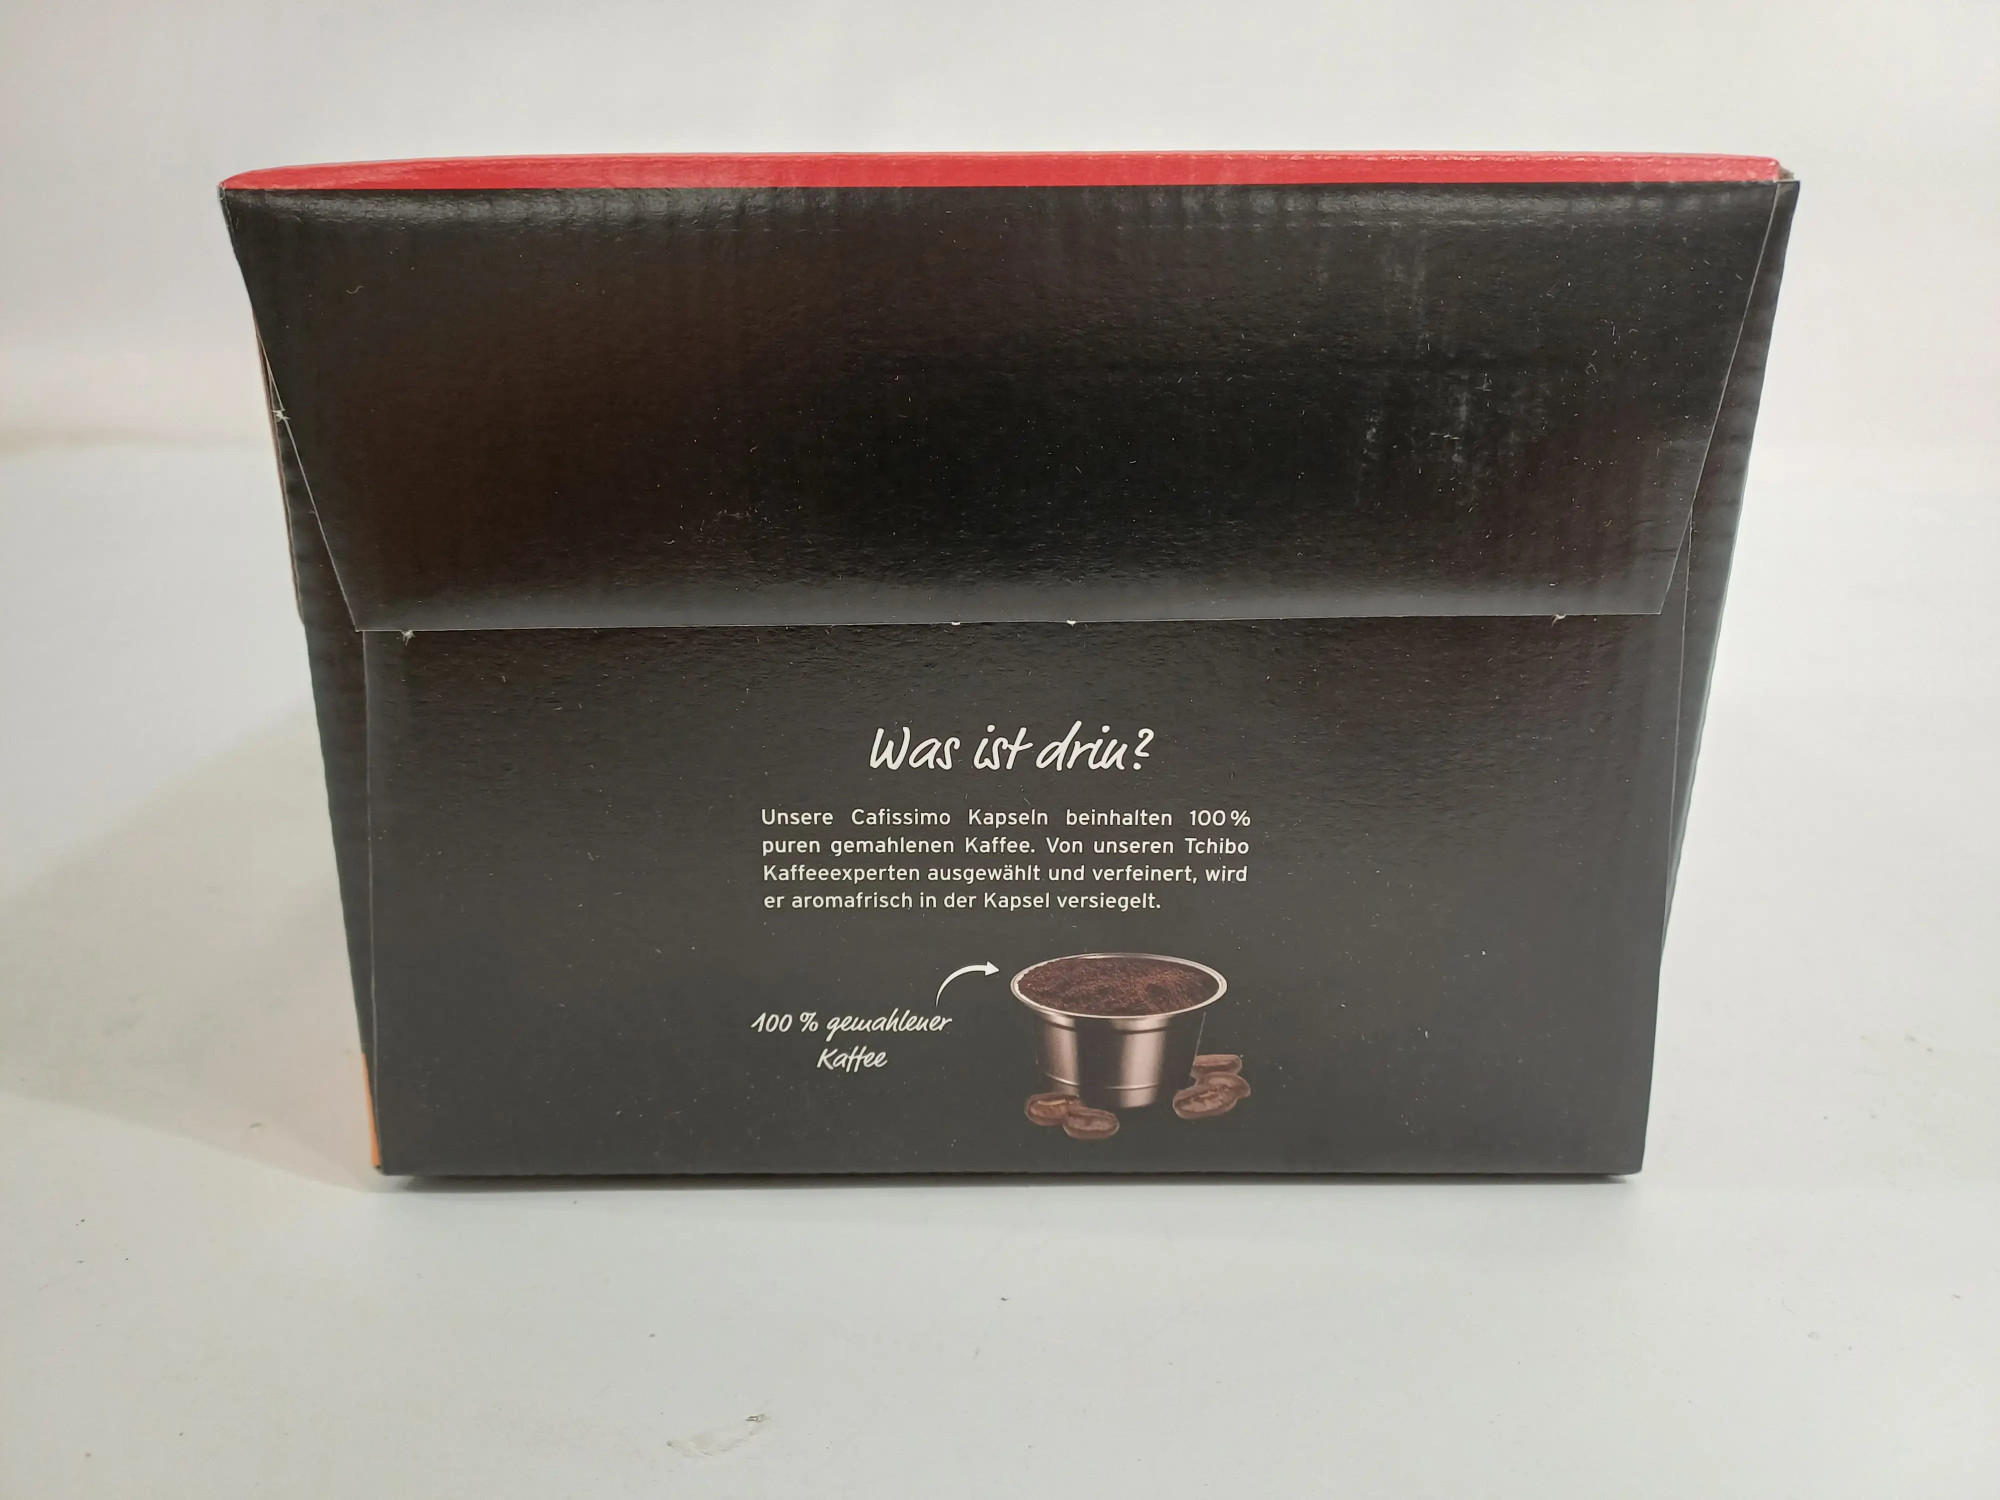 Was ist drin?
Unsere Cafissimo Kapseln beinhalten 100 %
puren gemahlenen Kaffee. Von unseren Tchibo
Kaffeeexperten ausgewählt und verfeinert, wird
er aromafrisch in der Kapsel versiegelt.
100 % gemahlener
Kaffee